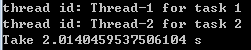 thread id: Thread-1 for task 1
thread id: Thread-2 for task 2
Take 2.0140459537506104 s